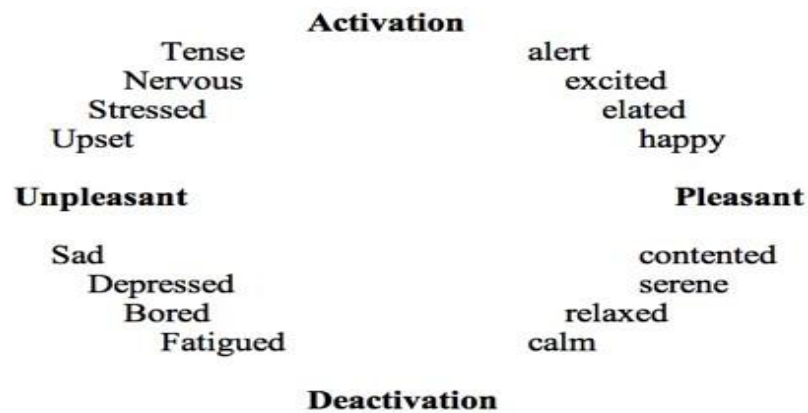 Activation
Tense alert
Nervous excited
Stressed elated
Upset happy
Unpleasant Pleasant
Sad contented
Depressed serene
Bored relaxed
Fatigued calm
Deactivation